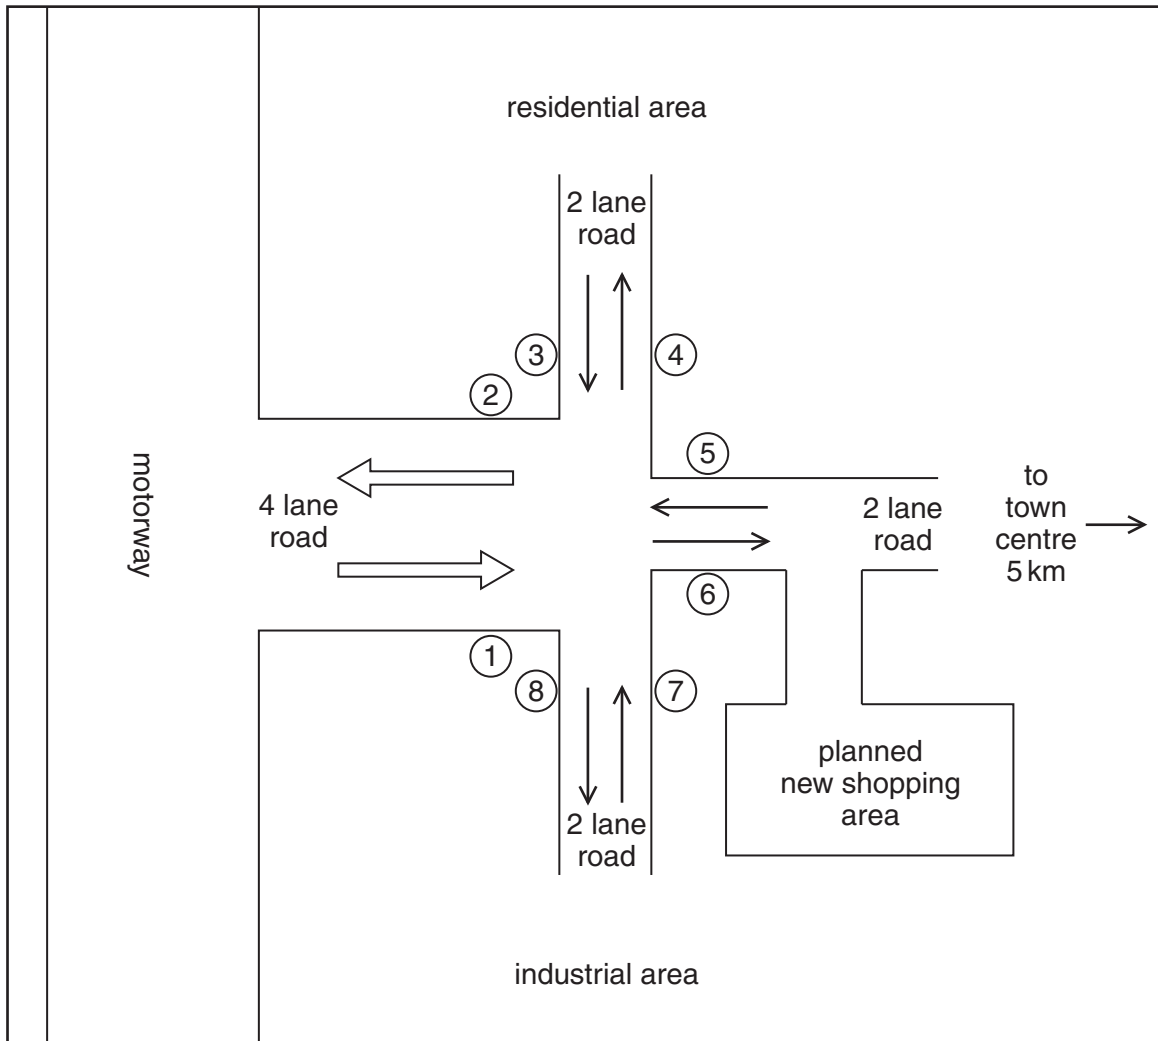 residential area
2 lane
road
3
4
2
5
motorway
4 lane
road
2 lane
road
to
town
centre
5 km
6
1
8
7
planned
new shopping
area
2 lane
road
industrial area